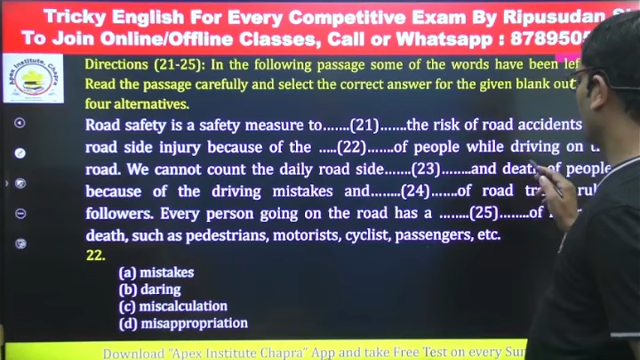 Tricky English For Every Competitive Exam By Ripusudan
To Join Online/Offline Classes, Call or Whatsapp :
Apex Institute, Chapra
Directions (21-25): In the following passage some of the words have been
Read the passage carefully and select the correct answer for the given blank out
four alternatives.
Road safety is a safety measure to.......(21).......the risk of road accidents
road side injury because of the .....(22).......of people while driving on
road. We cannot count the daily road side.......(23)........and death of people
because of the driving mistakes and.......(24)......of road
followers. Every person going on the road has a ........(25)........of
death, such as pedestrians, motorists, cyclist, passengers, etc.
22.
(a) mistakes
(b) daring
(c) miscalculation
(d) misappropriation
Download "Apex Institute Chapra" App and take Free Test on every